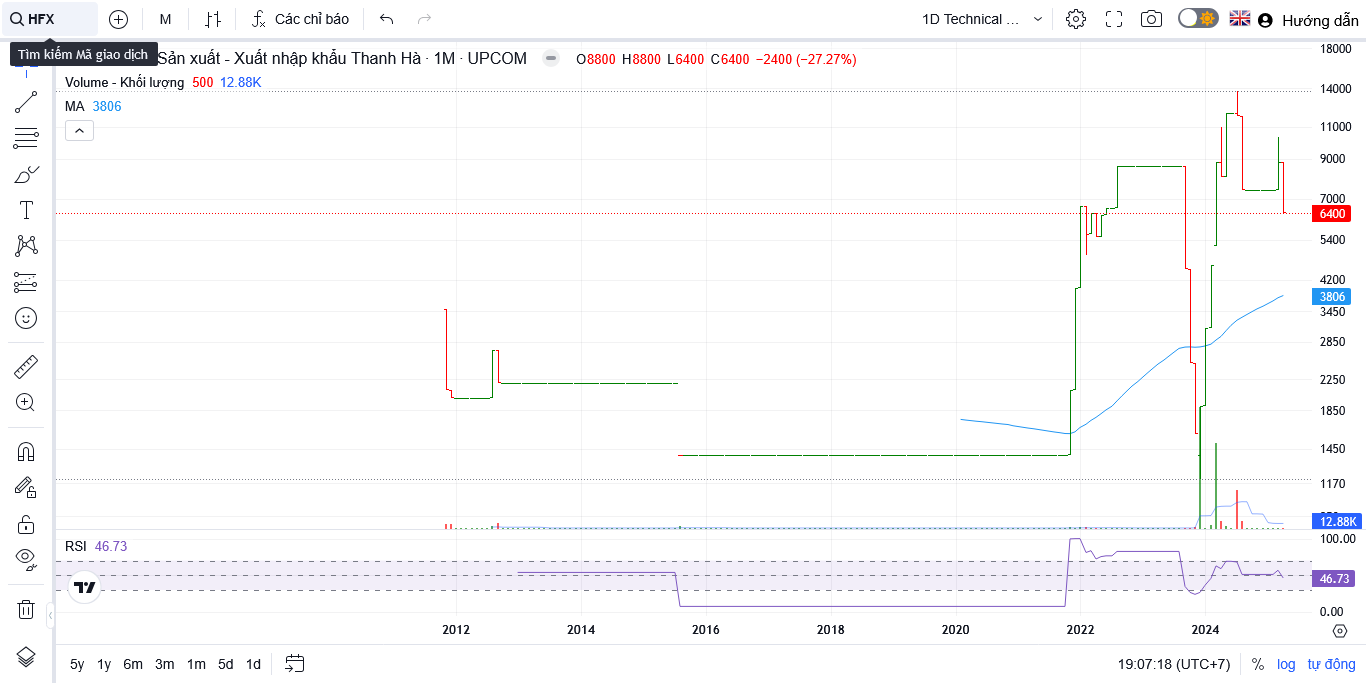 HFX
M
Các chỉ báo
1D Technical ...
Hướng dẫn
Tìm kiếm Mã giao dịch
Sản xuất - Xuất nhập khẩu Thanh Hà · 1M · UPCOM
O8800 H8800 L6400 C6400 −2400 (−27.27%)
Volume - Khối lượng 500 12.88K
MA 3806
18000
14000
11000
9000
7000
6400
5400
4200
3806
3450
2850
2250
1850
1450
1170
12.88K
RSI 46.73
100.00
46.73
0.00
2012 2014 2016 2018 2020 2022 2024
5y 1y 6m 3m 1m 5d 1d
19:07:18 (UTC+7) % log tự động